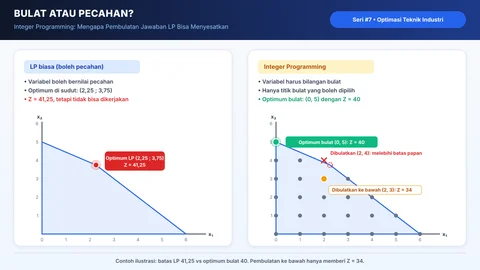 BULAT ATAU PECAHAN?
Integer Programming: Mengapa Pembulatan Jawaban LP Bisa Menyesatkan
Seri #7 • Optimasi Teknik Industri
LP biasa (boleh pecahan)
• Variabel boleh bernilai pecahan
• Optimum di sudut: (2,25 ; 3,75)
• Z = 41,25, tetapi tidak bisa dikerjakan
x₂
6
5
4
3
2
1
0
1
2
3
4
5
6
x₁
Optimum LP (2,25 ; 3,75)
Z = 41,25
Integer Programming
• Variabel harus bilangan bulat
• Hanya titik bulat yang boleh dipilih
• Optimum bulat: (0, 5) dengan Z = 40
x₂
6
5
4
3
2
1
0
1
2
3
4
5
6
x₁
Optimum bulat (0, 5): Z = 40
Dibulatkan (2, 4): melebihi batas papan
Dibulatkan ke bawah (2, 3): Z = 34
Contoh ilustrasi: batas LP 41,25 vs optimum bulat 40. Pembulatan ke bawah hanya memberi Z = 34.